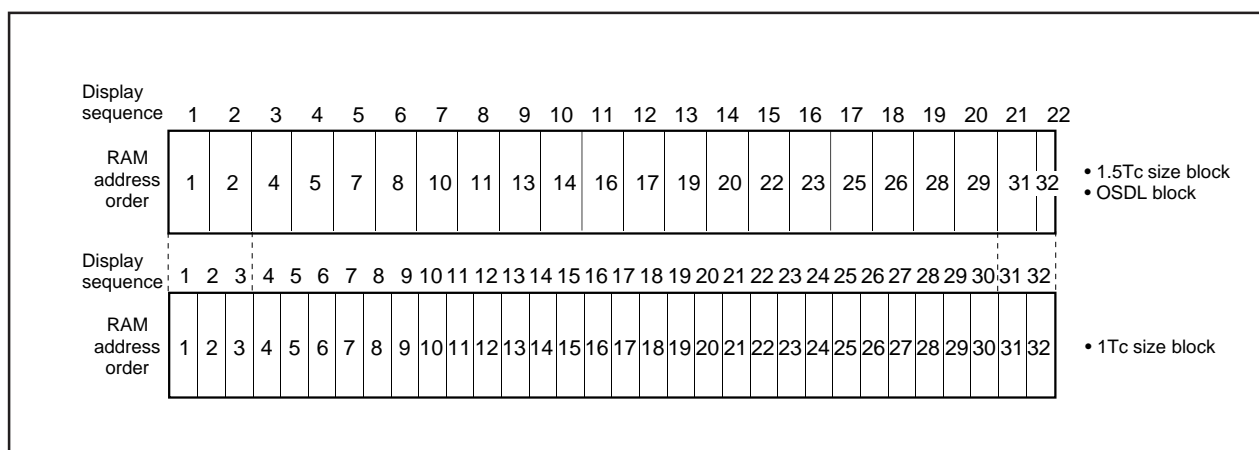 Display
sequence 1 2 3 4 5 6 7 8 9 10 11 12 13 14 15 16 17 18 19 20 21 22
RAM
address
order
1 2 4 5 7 8 10 11 13 14 16 17 19 20 22 23 25 26 28 29 31 32
• 1.5Tc size block
• OSDL block
Display
sequence 1 2 3 4 5 6 7 8 9 10 11 12 13 14 15 16 17 18 19 20 21 22 23 24 25 26 27 28 29 30 31 32
RAM
address
order
1 2 3 4 5 6 7 8 9 10 11 12 13 14 15 16 17 18 19 20 21 22 23 24 25 26 27 28 29 30 31 32
• 1Tc size block